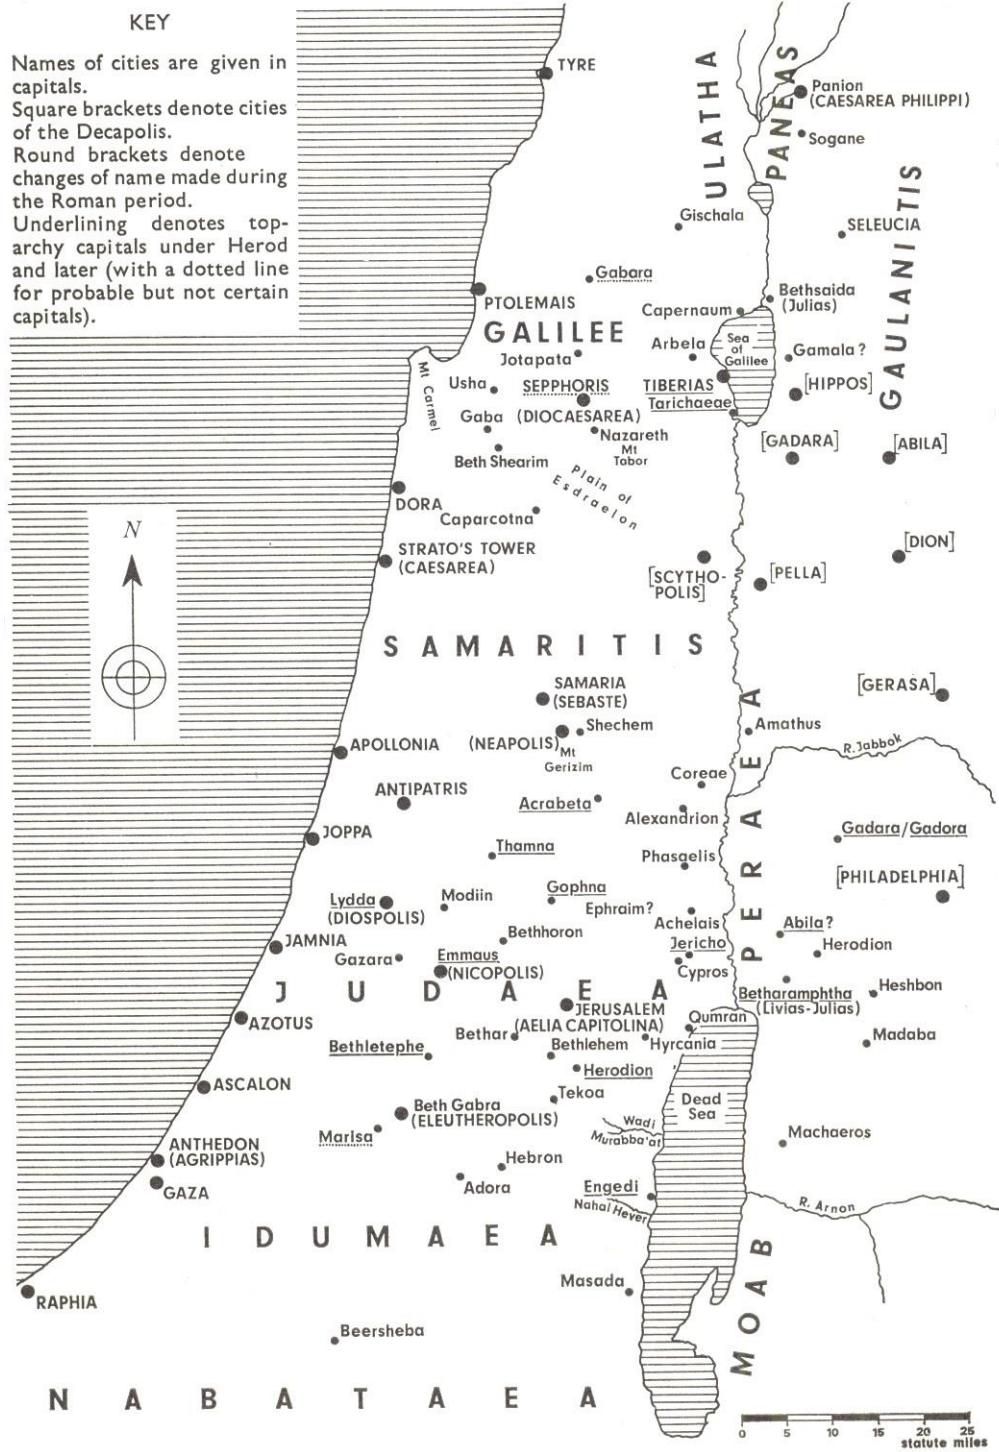 KEY
Names of cities are given in
capitals.
Square brackets denote cities
of the Decapolis.
Round brackets denote
changes of name made during
the Roman period.
Underlining denotes top-
archy capitals under Herod
and later (with a dotted line
for probable but not certain
capitals).
TYRE
ULATHA
PANEAS
Panion
(CAESAREA PHILIPPI)
Sogane
Gischala
SELEUCIA
GAULANITIS
Gabara
PTOLEMAIS
Capernaum
Bethsaida
(Julias)
GALILEE
Jotapata
Arbela
Sea
of
Galilee
Gamala?
Mt Carmel
Usha
SEPPHORIS
(DIOCAESAREA)
TIBERIAS
Tarichaeae
[HIPPOS]
Gaba
Nazareth
Mt
Tabor
Beth Shearim
[GADARA]
[ABILA]
Plain of
Esdraelon
DORA
Caparcotna
N
STRATO'S TOWER
(CAESAREA)
[SCYTHO-
POLIS]
[PELLA]
[DION]
SAMARITIS
SAMARIA
(SEBASTE)
[GERASA]
(NEAPOLIS)
Shechem
Mt
Gerizim
Amathus
APOLLONIA
R. Jabbok
PERAEA
ANTIPATRIS
Coreae
Acrabeta
Alexandrion
JOPPA
Gadara/Gadora
Thamna
Phasaelis
[PHILADELPHIA]
Lydda
(DIOSPOLIS)
Modiin
Gophna
Ephraim?
Achelais
Abila?
JAMNIA
Bethhoron
Jericho
Herodion
Gazara
Emmaus
(NICOPOLIS)
Cypros
JUDAEA
Betharamphtha
(Livias-Julias)
Heshbon
JERUSALEM
(AELIA CAPITOLINA)
Qumran
AZOTUS
Bethar
Bethlehem
Hyrcania
Madaba
Bethletephe
Herodion
ASCALON
Tekoa
Dead
Sea
Beth Gabra
(ELEUTHEROPOLIS)
Marisa
Wadi
Murabba'at
Machaeros
ANTHEDON
(AGRIPPIAS)
Hebron
GAZA
Adora
Engedi
Nahal Hever
R. Arnon
IDUMAEA
MOAB
Masada
RAPHIA
Beersheba
NABATAEA
0 5 10 15 20 25
statute miles